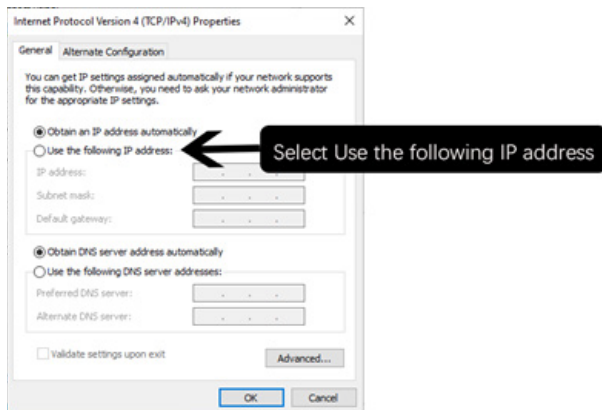 Internet Protocol Version 4 (TCP/IPv4) Properties
General
Alternate Configuration
You can get IP settings assigned automatically if your network supports
this capability. Otherwise, you need to ask your network administrator
for the appropriate IP settings.
Obtain an IP address automatically
Use the following IP address:
Select Use the following IP address
IP address:
Subnet mask:
Default gateway:
Obtain DNS server address automatically
Use the following DNS server addresses:
Preferred DNS server:
Alternate DNS server:
Validate settings upon exit
Advanced...
OK
Cancel